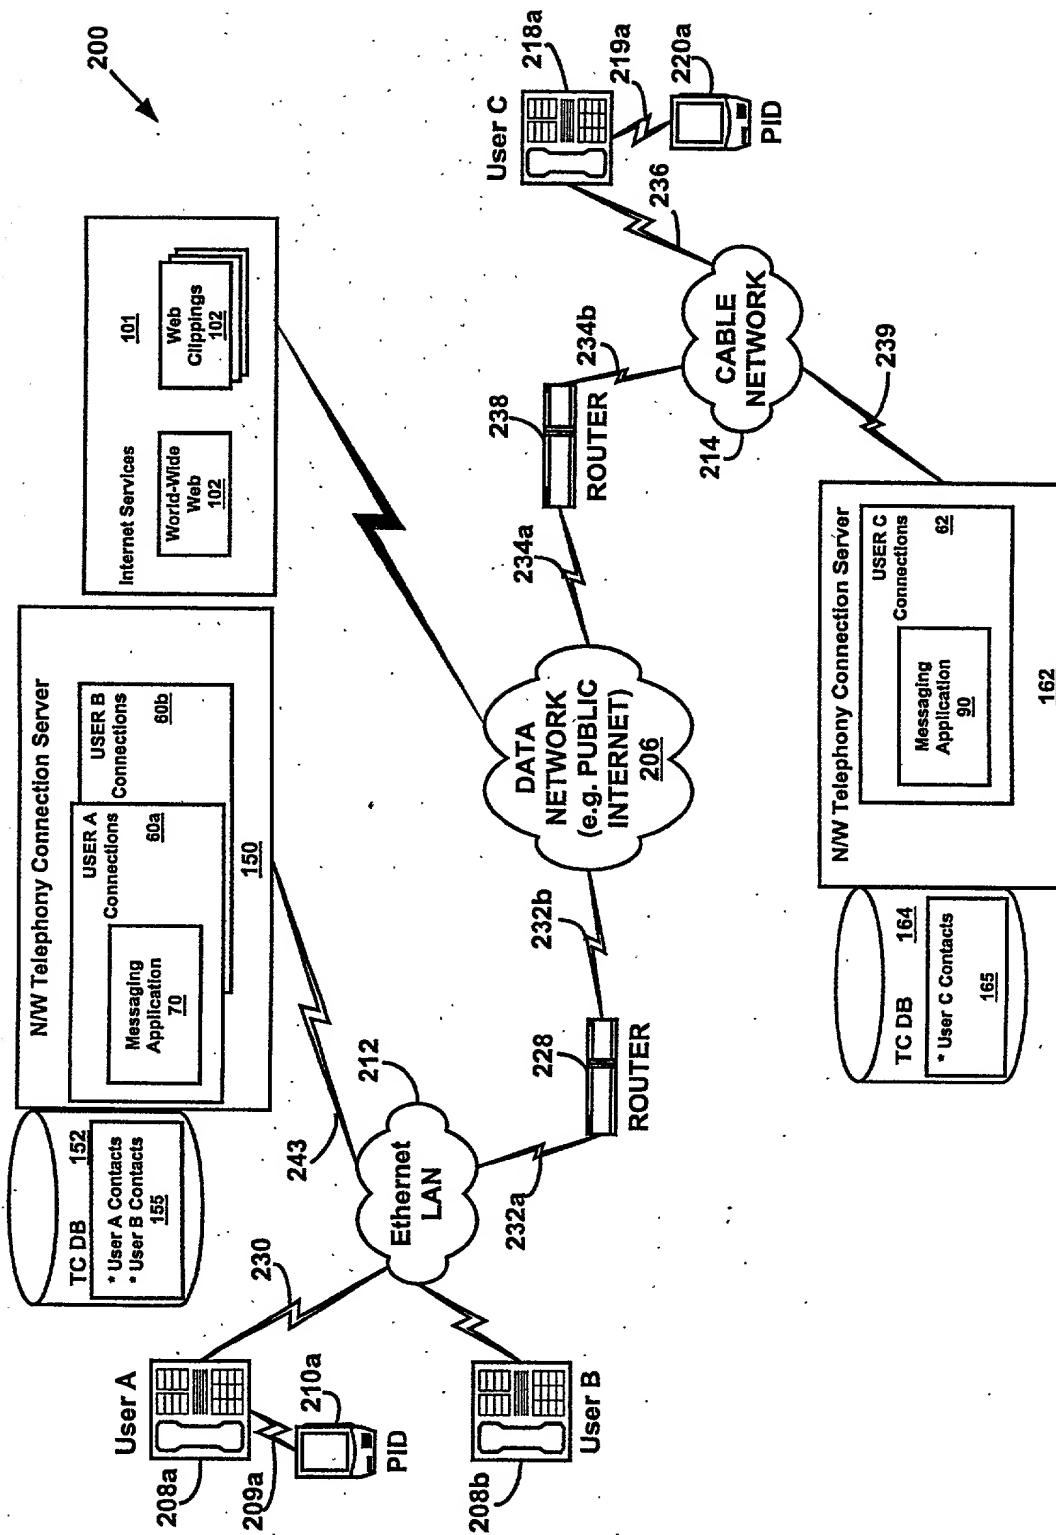 200
N/W Telephony Connection Server
USER B
Connections
60b
USER A
Connections
60a
Messaging
Application
70
150
TC DB
152
* User A Contacts
* User B Contacts
155
Internet Services
101
World-Wide
Web
102
Web
Clippings
102
User A
208a
209a
210a
PID
230
243
Ethernet
LAN
212
User B
208b
232a
228
ROUTER
232b
DATA
NETWORK
(e.g. PUBLIC
INTERNET)
206
234a
238
ROUTER
234b
CABLE
NETWORK
214
236
User C
218a
219a
220a
PID
239
N/W Telephony Connection Server
USER C
Connections
62
Messaging
Application
90
162
TC DB
164
* User C Contacts
165